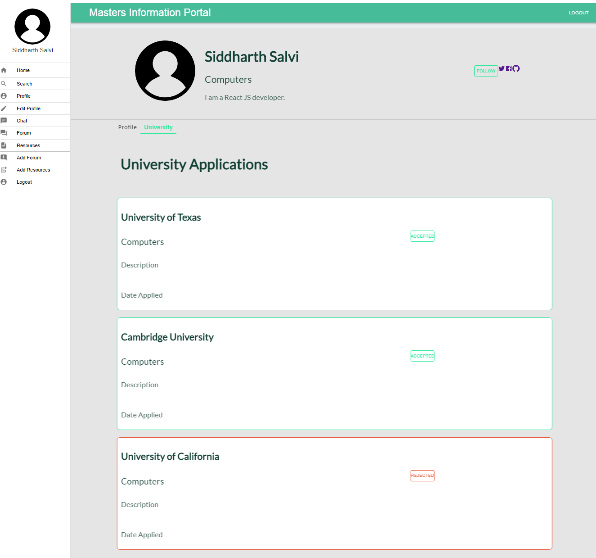 Masters Information Portal
LOGOUT
Siddharth Salvi
Home
Search
Profile
Edit Profile
Chat
Forum
Resources
Add Forum
Add Resources
Logout
Siddharth Salvi
Computers
I am a React JS developer.
FOLLOW
Profile University
University Applications
University of Texas
Computers
ACCEPTED
Description
Date Applied
Cambridge University
Computers
ACCEPTED
Description
Date Applied
University of California
Computers
REJECTED
Description
Date Applied